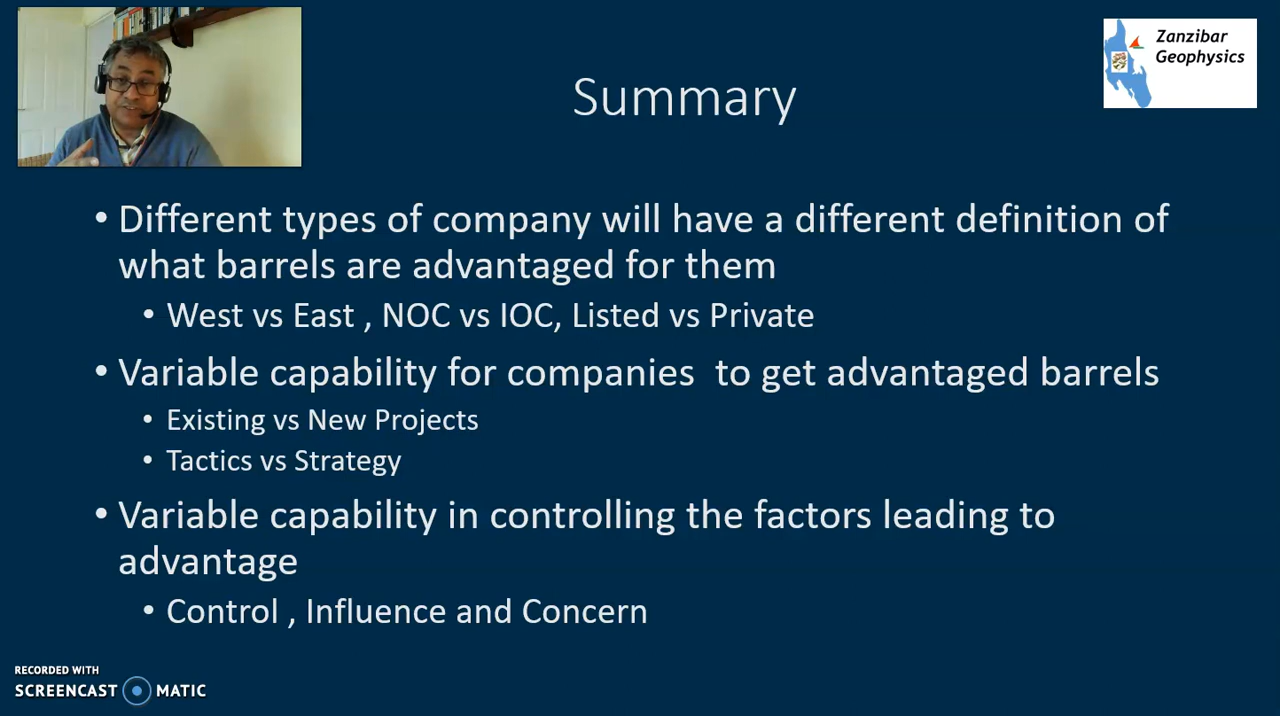 Zanzibar
Geophysics
Summary
• Different types of company will have a different definition of
what barrels are advantaged for them
• West vs East , NOC vs IOC, Listed vs Private
• Variable capability for companies  to get advantaged barrels
• Existing vs New Projects
• Tactics vs Strategy
• Variable capability in controlling the factors leading to
advantage
• Control , Influence and Concern
RECORDED WITH
SCREENCAST MATIC